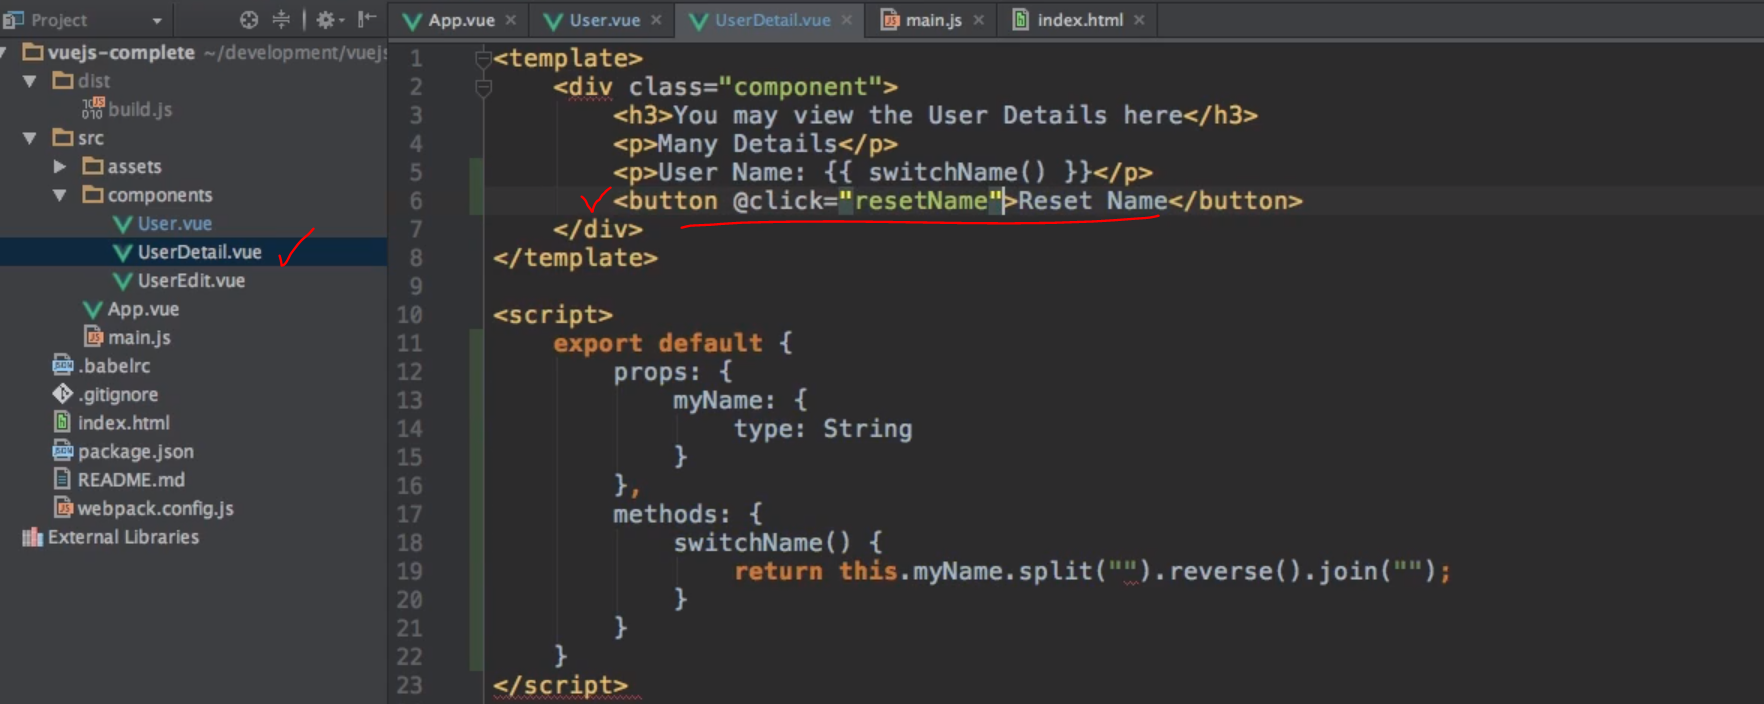 Project
vuejs-complete ~/development/vuejs
dist
build.js
src
assets
components
User.vue
UserDetail.vue
UserEdit.vue
App.vue
main.js
.babelrc
.gitignore
index.html
package.json
README.md
webpack.config.js
External Libraries
App.vue User.vue UserDetail.vue main.js index.html
1 <template>
2 <div class="component">
3 <h3>You may view the User Details here</h3>
4 <p>Many Details</p>
5 <p>User Name: {{ switchName() }}</p>
6 <button @click="resetName">Reset Name</button>
7 </div>
8 </template>
9
10 <script>
11 export default {
12 props: {
13 myName: {
14 type: String
15 }
16 },
17 methods: {
18 switchName() {
19 return this.myName.split("").reverse().join("");
20 }
21 }
22 }
23 </script>